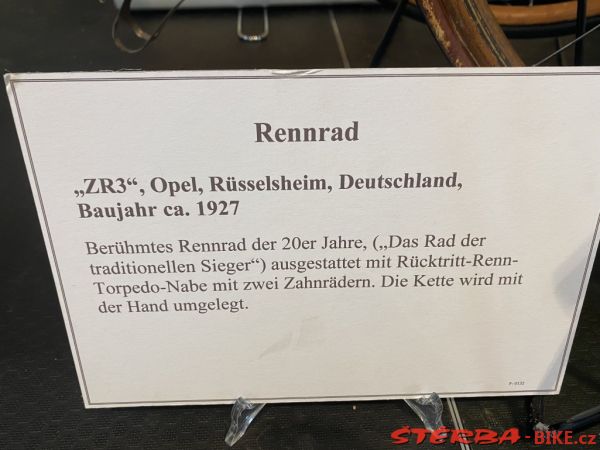 Rennrad
„ZR3“, Opel, Rüsselsheim, Deutschland,
Baujahr ca. 1927
Berühmtes Rennrad der 20er Jahre, („Das Rad der
traditionellen Sieger“) ausgestattet mit Rücktritt-Renn-
Torpedo-Nabe mit zwei Zahnrädern. Die Kette wird mit
der Hand umgelegt.
STERBA-BIKE.cz